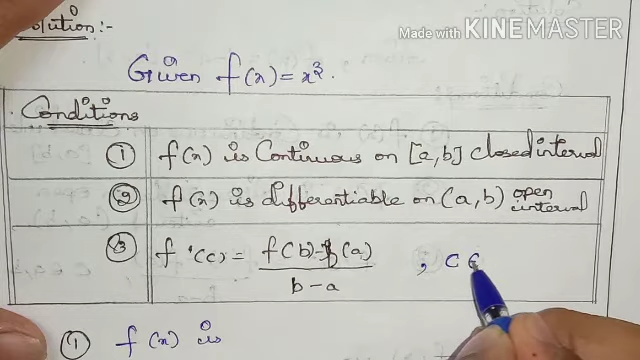 Solution:-
Made with KINEMASTER
Given f(x)=x³.
Conditions
① f(x) is Continuous on [a,b] closed interval
② f(x) is differentiable on (a,b) open interval
③ f'(c) = f(b)-f(a) / b-a , c ε
① f(x) is